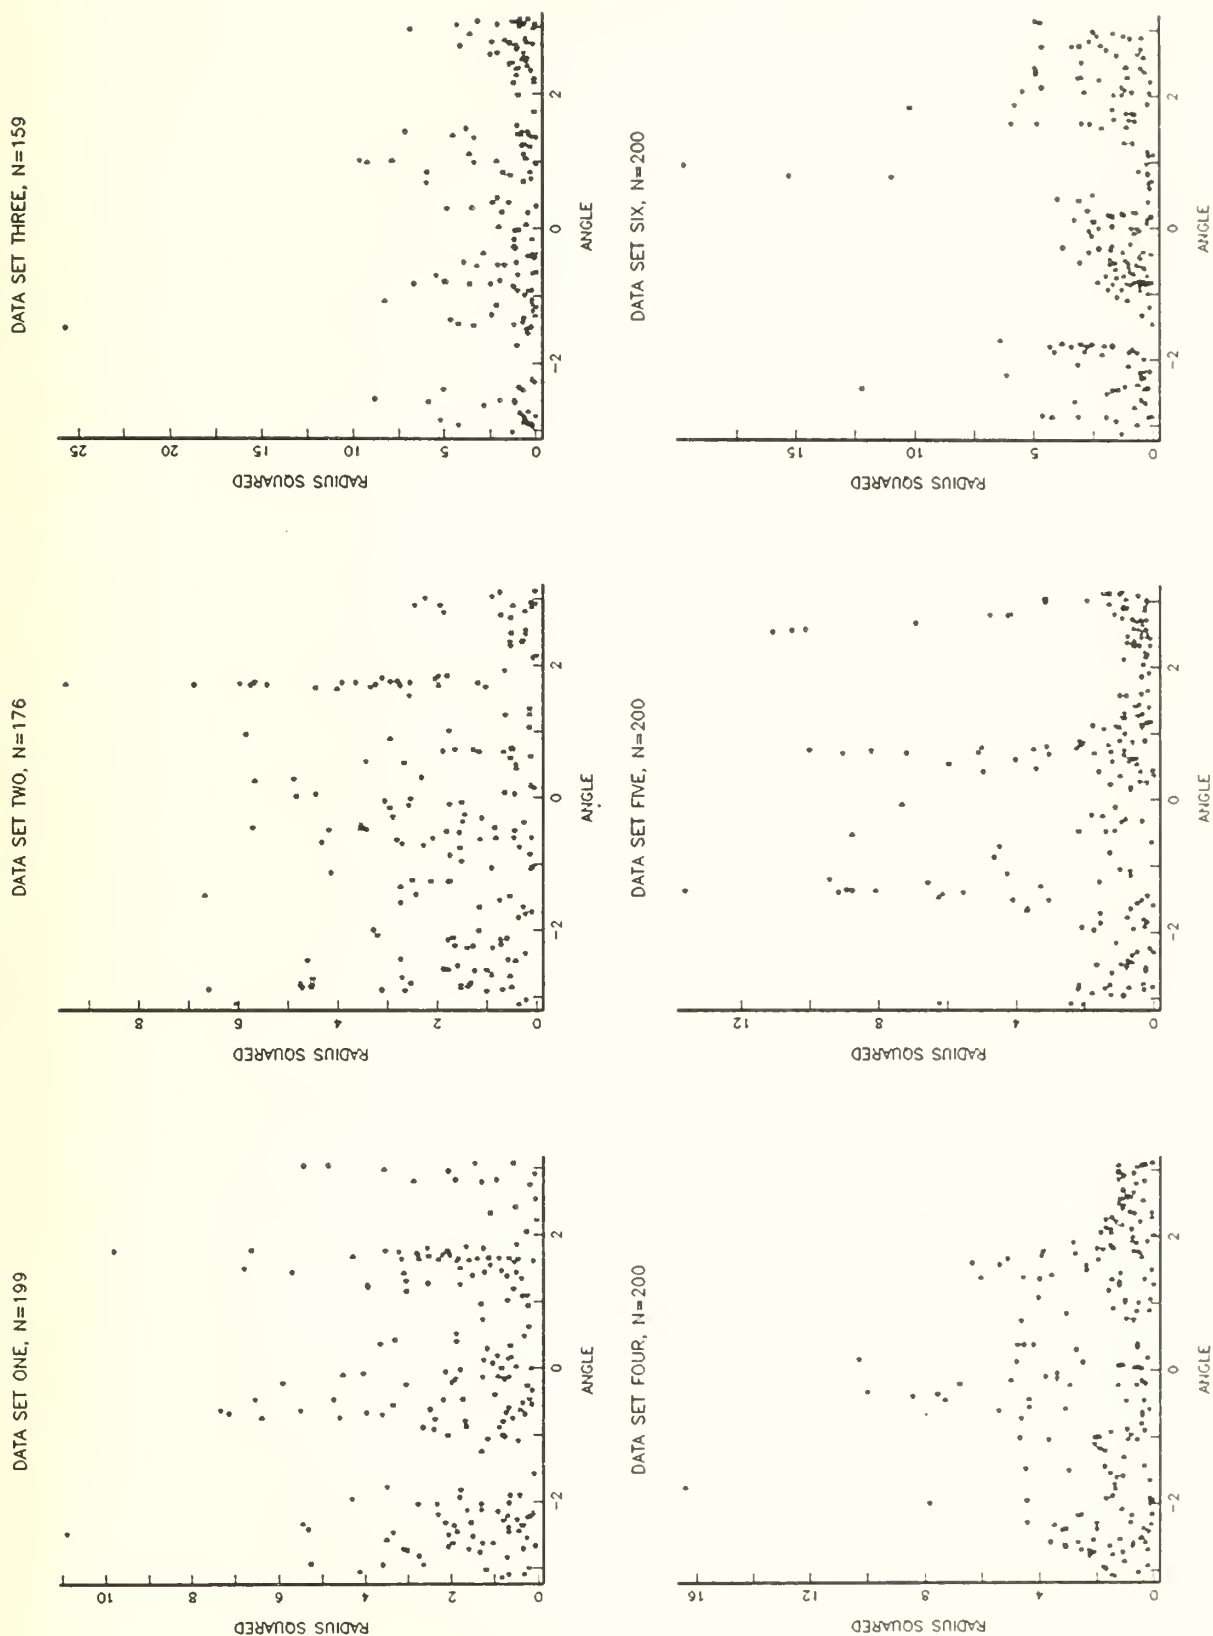 DATA SET ONE, N=199
RADIUS SQUARED
10
8
6
4
2
0
-2 0 2
ANGLE
DATA SET TWO, N=176
RADIUS SQUARED
8
6
4
2
0
-2 0 2
ANGLE
DATA SET THREE, N=159
RADIUS SQUARED
25
20
15
10
5
0
-2 0 2
ANGLE
DATA SET FOUR, N=200
RADIUS SQUARED
16
12
8
4
0
-2 0 2
ANGLE
DATA SET FIVE, N=200
RADIUS SQUARED
12
8
4
0
-2 0 2
ANGLE
DATA SET SIX, N=200
RADIUS SQUARED
15
10
5
0
-2 0 2
ANGLE